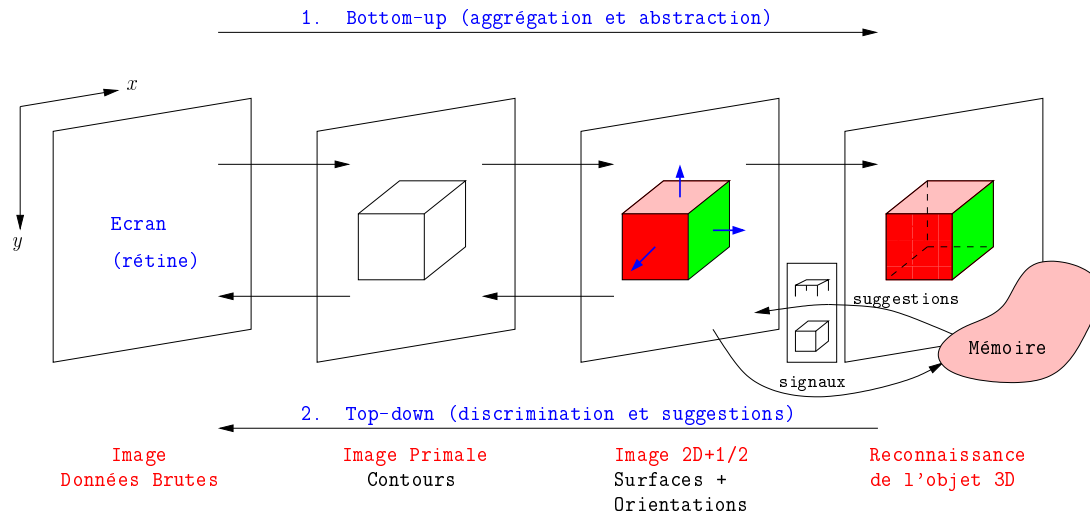 1. Bottom-up (aggrégation et abstraction)
x
y
Ecran
(rétine)
suggestions
Mémoire
signaux
2. Top-down (discrimination et suggestions)
Image
Données Brutes
Image Primale
Contours
Image 2D+1/2
Surfaces +
Orientations
Reconnaissance
de l'objet 3D